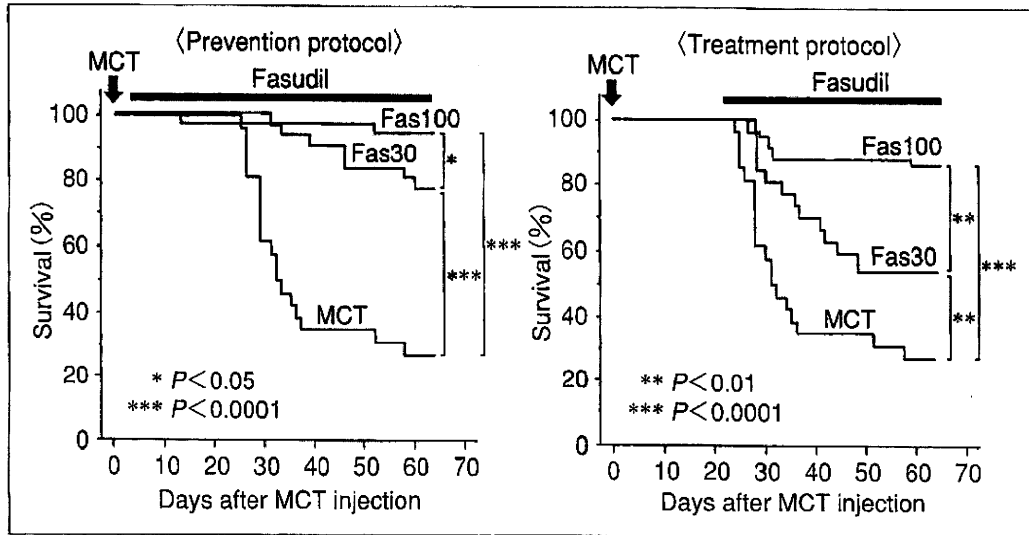 〈Prevention protocol〉
MCT
Fasudil
Fas100
Fas30
MCT
*
***
***
* P<0.05
*** P<0.0001
Survival (%)
100
80
60
40
20
0
0 10 20 30 40 50 60 70
Days after MCT injection
〈Treatment protocol〉
MCT
Fasudil
Fas100
Fas30
MCT
**
**
***
** P<0.01
*** P<0.0001
Survival (%)
100
80
60
40
20
0
0 10 20 30 40 50 60 70
Days after MCT injection